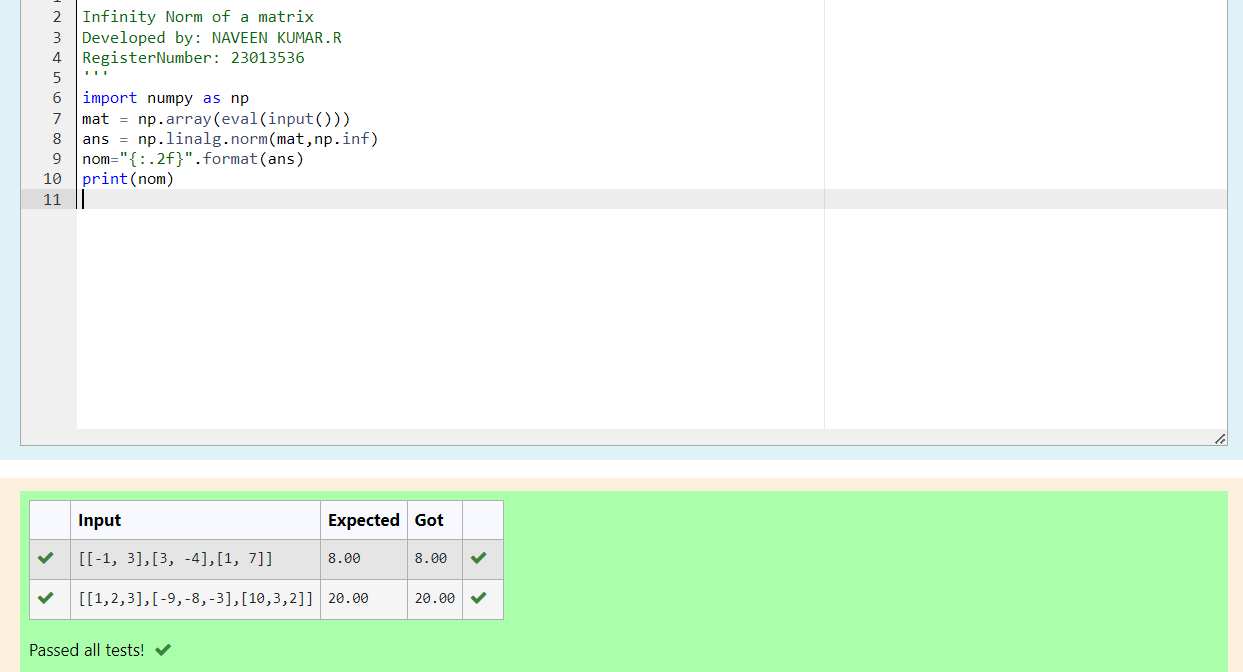 2 Infinity Norm of a matrix
3 Developed by: NAVEEN KUMAR.R
4 RegisterNumber: 23013536
5 '''
6 import numpy as np
7 mat = np.array(eval(input()))
8 ans = np.linalg.norm(mat,np.inf)
9 nom="{:.2f}".format(ans)
10 print(nom)
11
Input Expected Got
[[-1, 3],[3, -4],[1, 7]] 8.00 8.00
[[1,2,3],[-9,-8,-3],[10,3,2]] 20.00 20.00
Passed all tests!